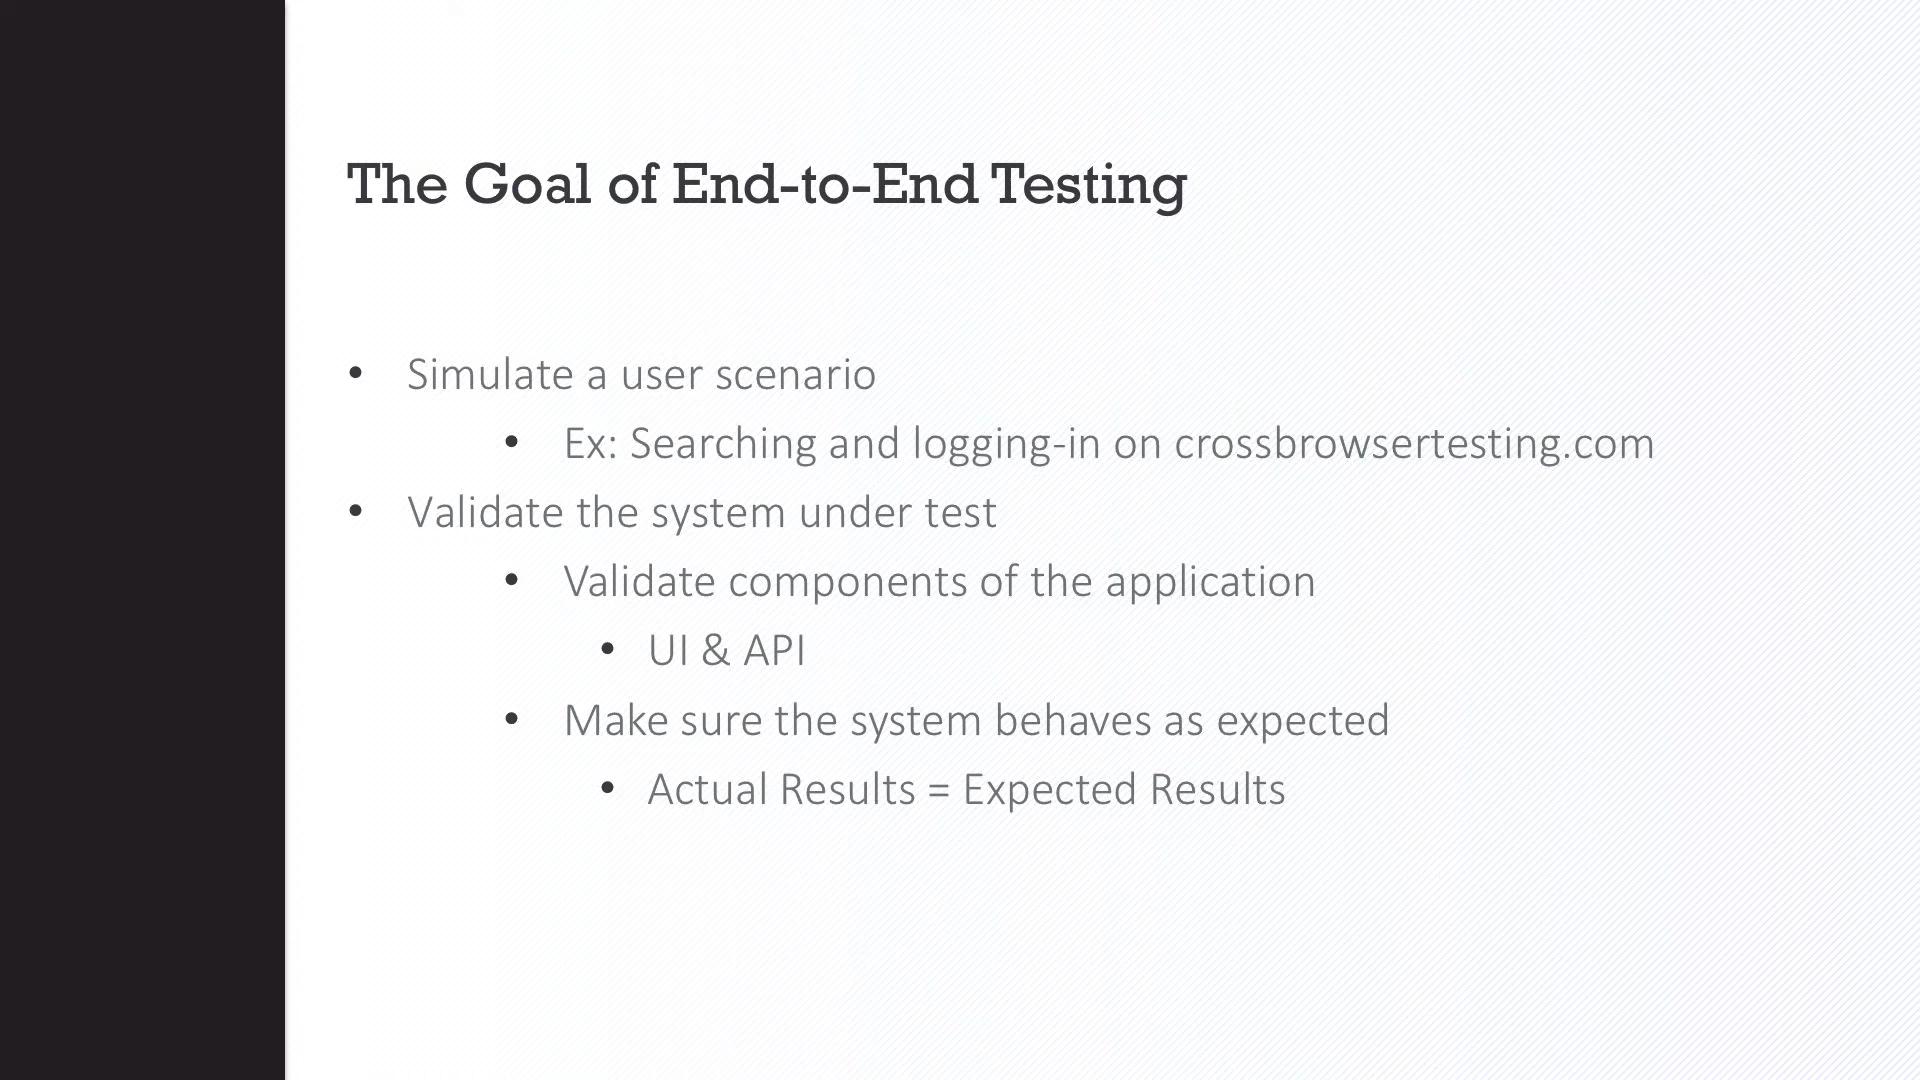 The Goal of End-to-End Testing
• Simulate a user scenario
• Ex: Searching and logging-in on crossbrowsertesting.com
• Validate the system under test
• Validate components of the application
• UI & API
• Make sure the system behaves as expected
• Actual Results = Expected Results